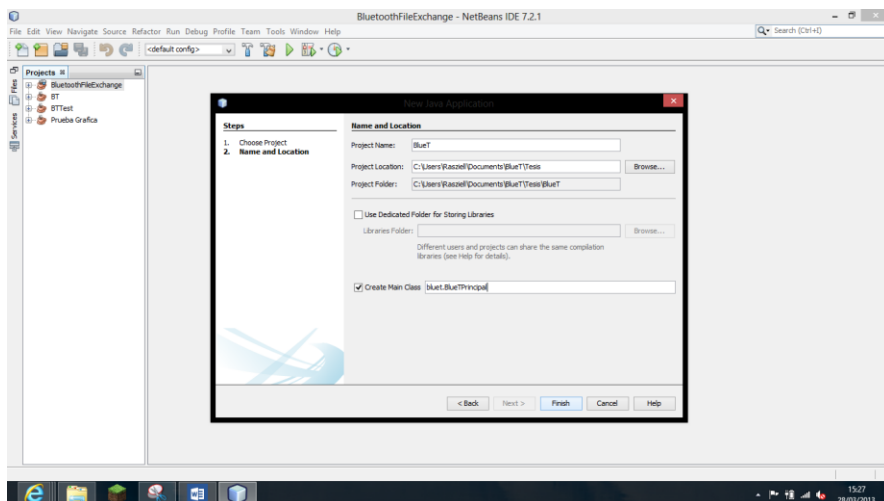 BluetoothFileExchange - NetBeans IDE 7.2.1
File Edit View Navigate Source Refactor Run Debug Profile Team Tools Window Help
Search (Ctrl+I)
<default config>
Projects
Files
Services
BluetoothFileExchange
BT
BTTest
Prueba Grafica
New Java Application
Steps
1. Choose Project
2. Name and Location
Name and Location
Project Name: BlueT
Project Location: C:\Users\Rasziell\Documents\BlueT\Tesis Browse...
Project Folder: C:\Users\Rasziell\Documents\BlueT\Tesis\BlueT
Use Dedicated Folder for Storing Libraries
Libraries Folder: Browse...
Different users and projects can share the same compilation
libraries (see Help for details).
Create Main Class bluet.BlueTPrincipal
< Back Next > Finish Cancel Help
15:27
28/03/2013